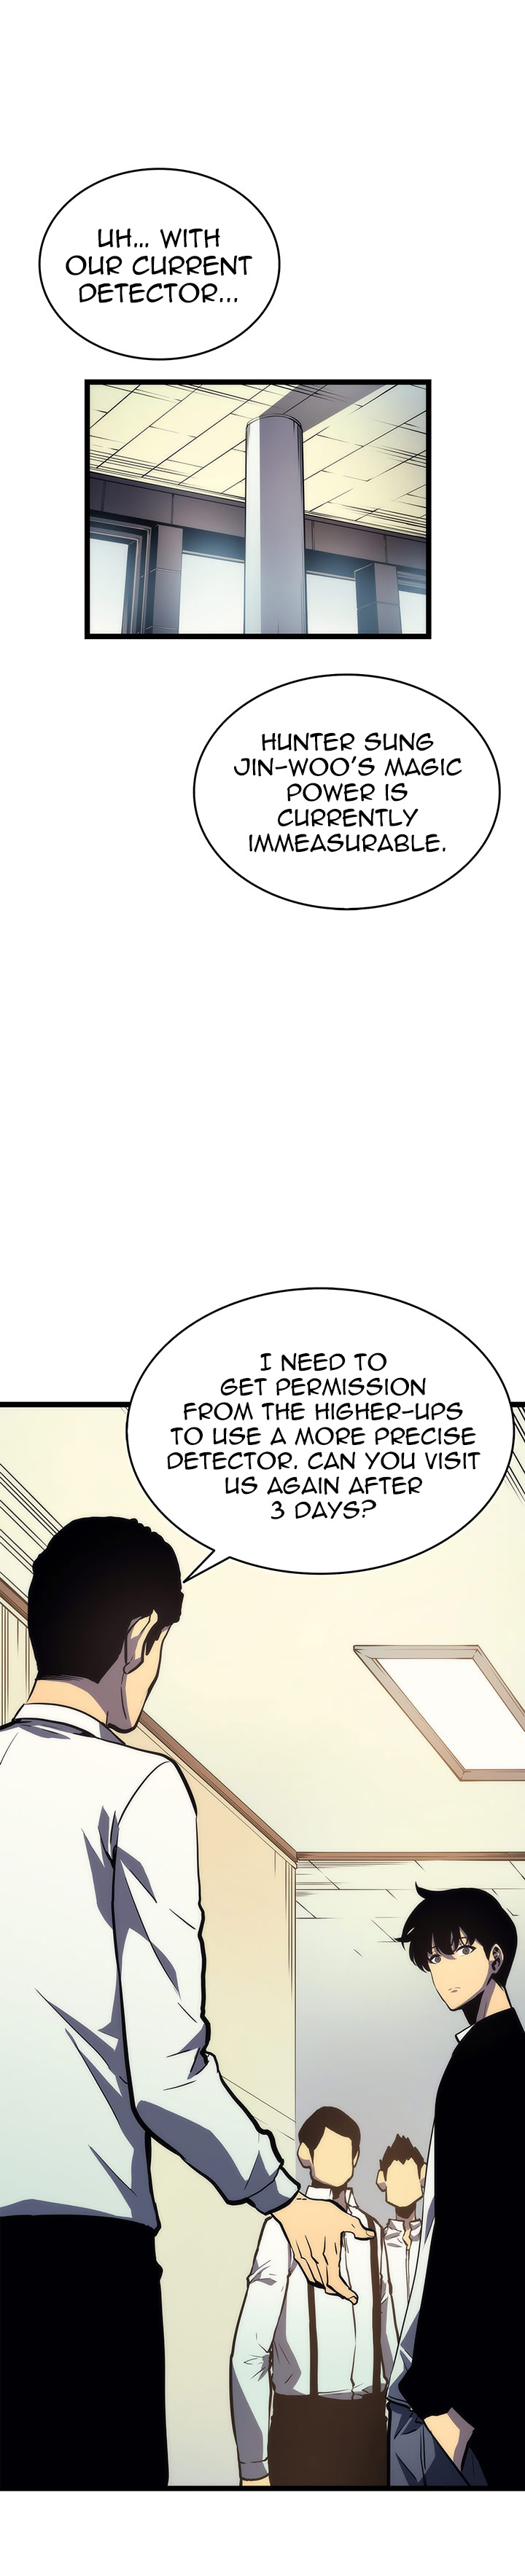 UH... WITH
OUR CURRENT
DETECTOR...
HUNTER SUNG
JIN-WOO'S MAGIC
POWER IS
CURRENTLY
IMMEASURABLE.
I NEED TO
GET PERMISSION
FROM THE HIGHER-UPS
TO USE A MORE PRECISE
DETECTOR. CAN YOU VISIT
US AGAIN AFTER
3 DAYS?